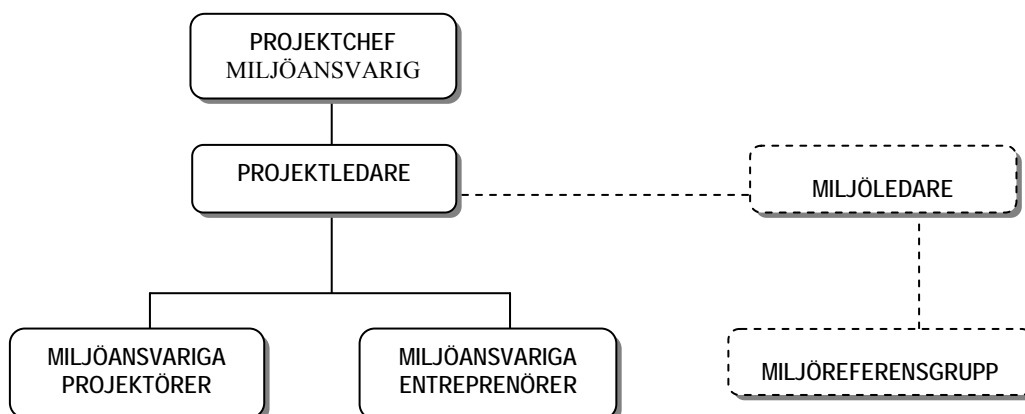 PROJEKTCHEF
MILJÖANSVARIG
PROJEKTLEDARE
MILJÖLEDARE
MILJÖANSVARIGA
PROJEKTÖRER
MILJÖANSVARIGA
ENTREPRENÖRER
MILJÖREFERENSGRUPP